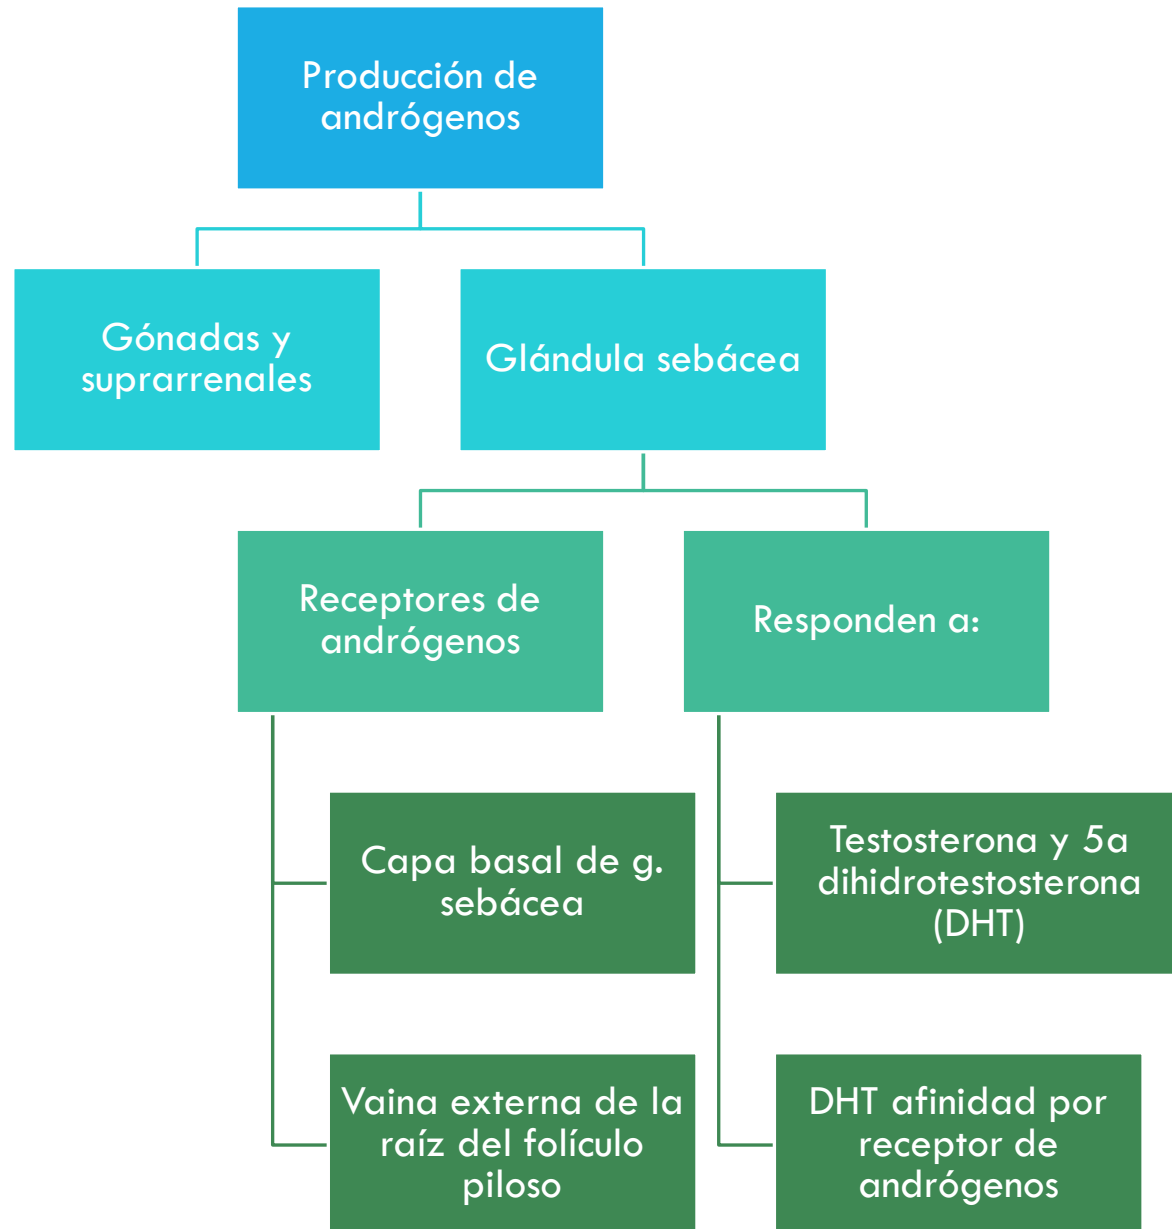 Producción de
andrógenos
Gónadas y
suprarrenales
Glándula sebácea
Receptores de
andrógenos
Responden a:
Capa basal de g.
sebácea
Testosterona y 5a
dihidrotestosterona
(DHT)
Vaina externa de la
raíz del folículo
piloso
DHT afinidad por
receptor de
andrógenos